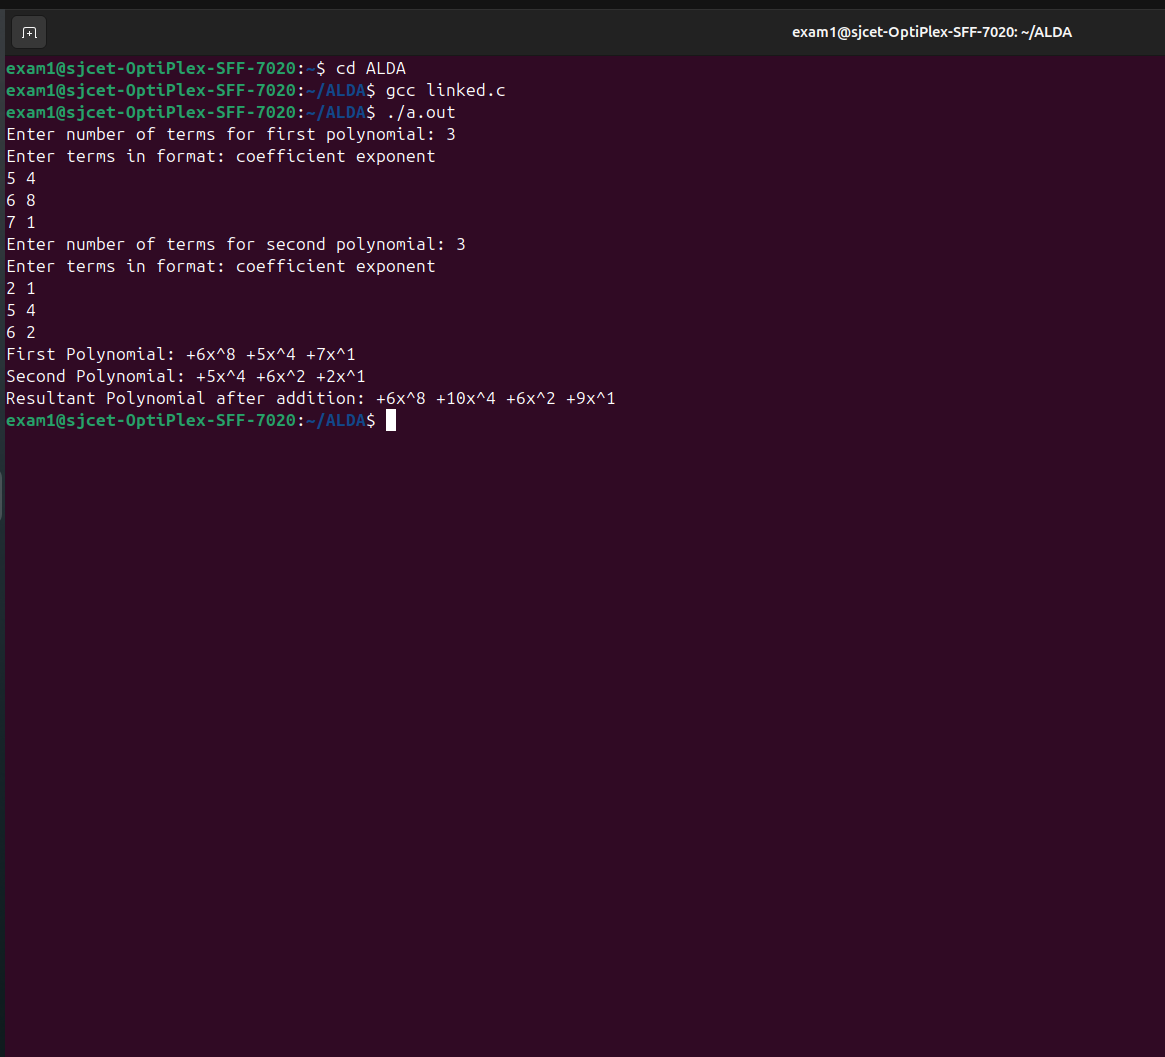 exam1@sjcet-OptiPlex-SFF-7020: ~/ALDA
exam1@sjcet-OptiPlex-SFF-7020:~$ cd ALDA
exam1@sjcet-OptiPlex-SFF-7020:~/ALDA$ gcc linked.c
exam1@sjcet-OptiPlex-SFF-7020:~/ALDA$ ./a.out
Enter number of terms for first polynomial: 3
Enter terms in format: coefficient exponent
5 4
6 8
7 1
Enter number of terms for second polynomial: 3
Enter terms in format: coefficient exponent
2 1
5 4
6 2
First Polynomial: +6x^8 +5x^4 +7x^1
Second Polynomial: +5x^4 +6x^2 +2x^1
Resultant Polynomial after addition: +6x^8 +10x^4 +6x^2 +9x^1
exam1@sjcet-OptiPlex-SFF-7020:~/ALDA$